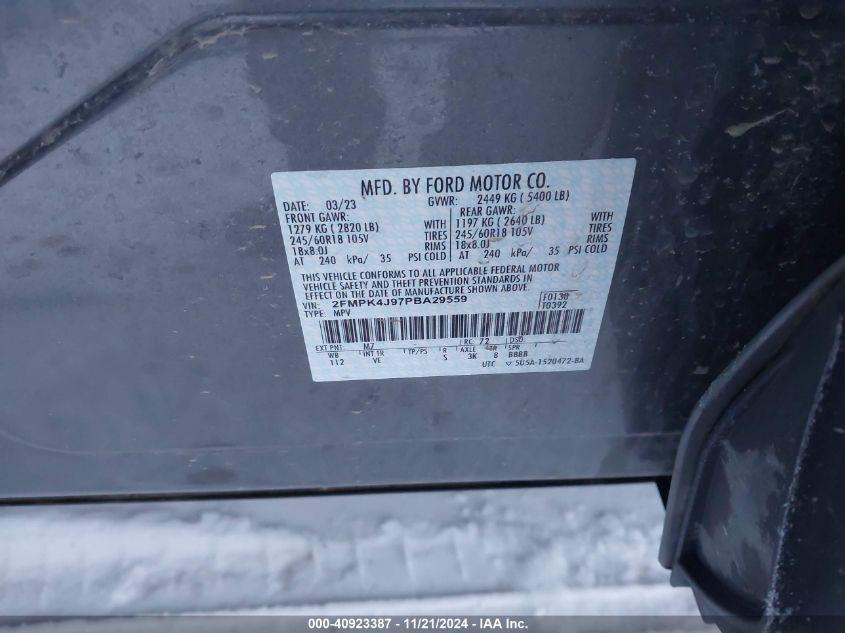 MFD. BY FORD MOTOR CO.
DATE: 03/23 GVWR: 2449 KG ( 5400 LB)
FRONT GAWR: REAR GAWR:
1279 KG ( 2820 LB) WITH 1197 KG ( 2640 LB) WITH
245/60R18 105V TIRES 245/60R18 105V TIRES
18x8.0J RIMS 18x8.0J RIMS
AT 240 kPa/ 35 PSI COLD AT 240 kPa/ 35 PSI COLD
THIS VEHICLE CONFORMS TO ALL APPLICABLE FEDERAL MOTOR
VEHICLE SAFETY AND THEFT PREVENTION STANDARDS IN
EFFECT ON THE DATE OF MANUFACTURE SHOWN ABOVE.
VIN: 2FMPK4J97PBA29559 F0130
TYPE: MPV T0392
EXT PNT: M7 RC: 72 DSO:
WB INT TR TP/PS R AXLE TR SPR
112 VE S 3K 8 BBBB
UTC 5U5A-1520472-BA
000-40923387 - 11/21/2024 - IAA Inc.